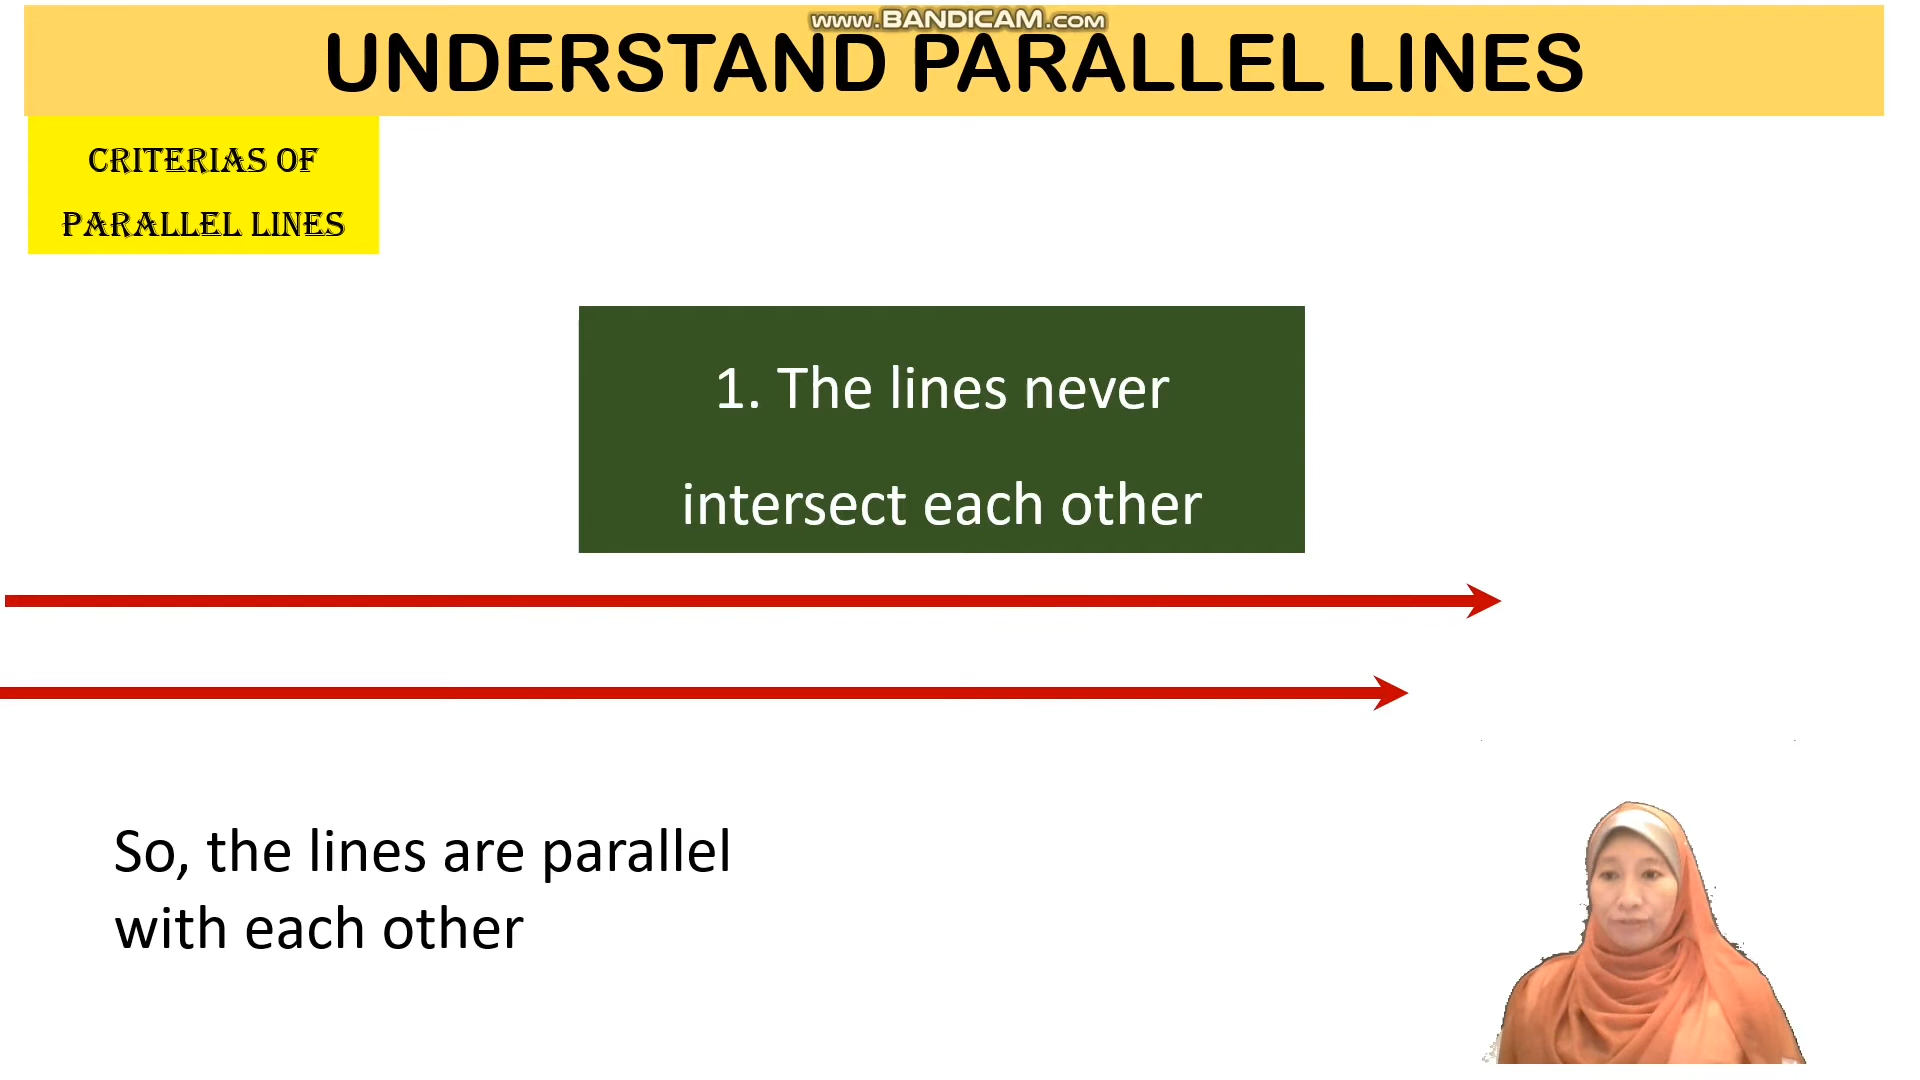 www.BANDICAM.com
UNDERSTAND PARALLEL LINES
CRITERIAS OF
PARALLEL LINES
1. The lines never
intersect each other
So, the lines are parallel
with each other